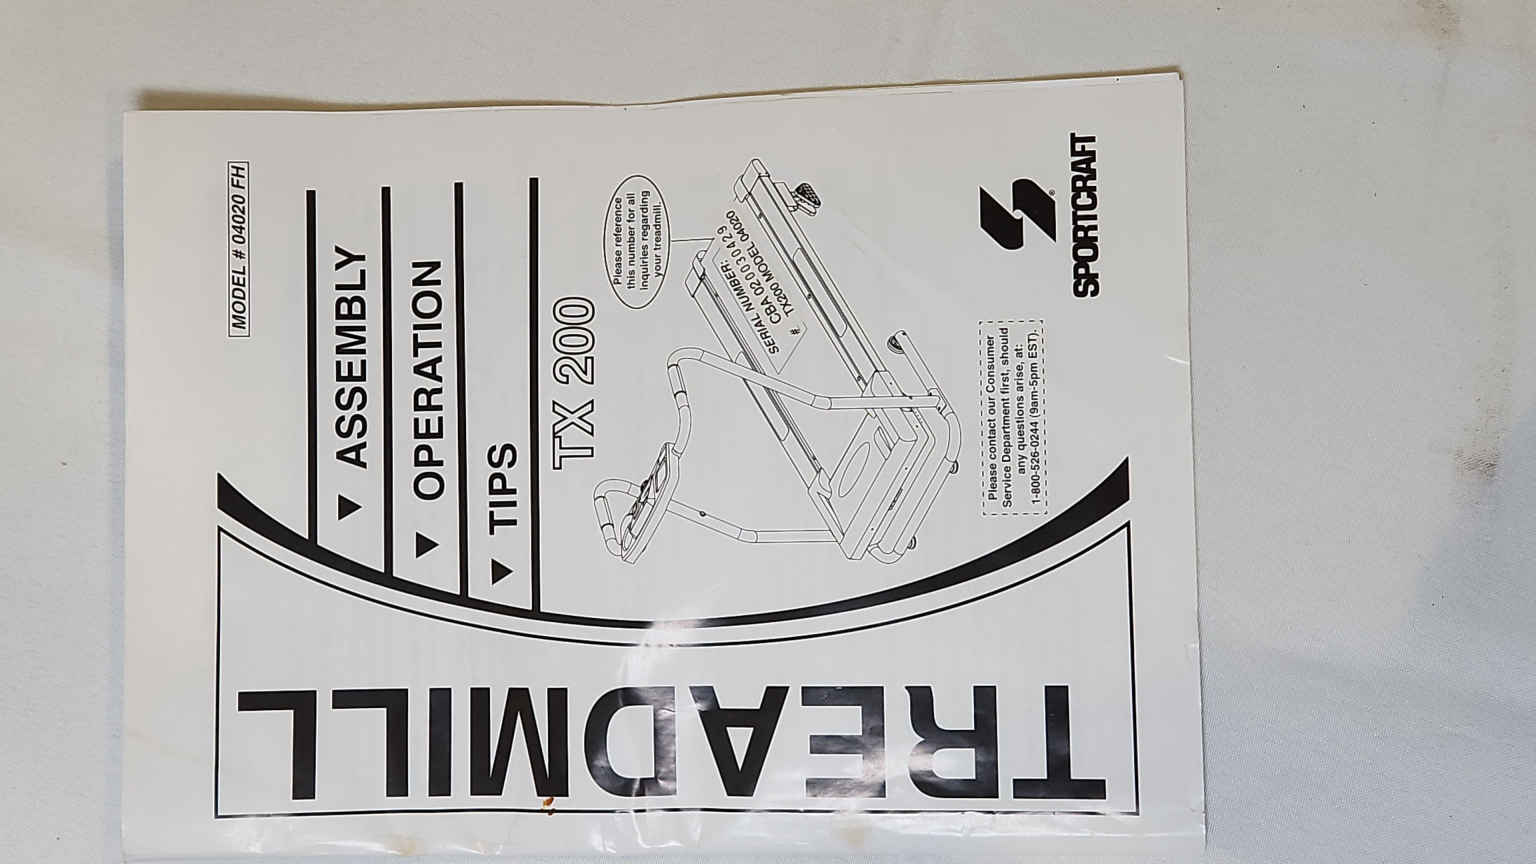 TREADMILL
MODEL # 04020 FH
▼ ASSEMBLY
▼ OPERATION
▼ TIPS
TX 200
Please reference
this number for all
inquiries regarding
your treadmill.
SERIAL NUMBER:
CBA 02003 0429
# TX200 MODEL 04020
Please contact our Consumer
Service Department first, should
any questions arise, at:
1-800-526-0244 (9am-5pm EST).
®
SPORTCRAFT